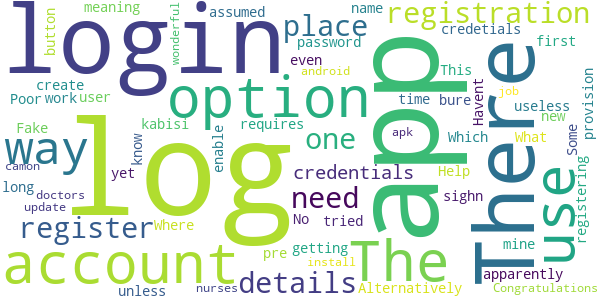 login
meaning
assumed
place
name
registration
button
wonderful
password
credetials
first
create
option
even
android
This
Poor
work
user
app
There
Havent
job
provision
time
bure
useless
Fake
kabisi
requires
one
apk
Which
What
new
Some
way
log
know
enable
camon
yet
credentials
Help
use
registering
long
doctors
need
sighn
update
No
tried
register
Where
The
mine
account
pre
getting
apparently
details
install
unless
nurses
Alternatively
Congratulations